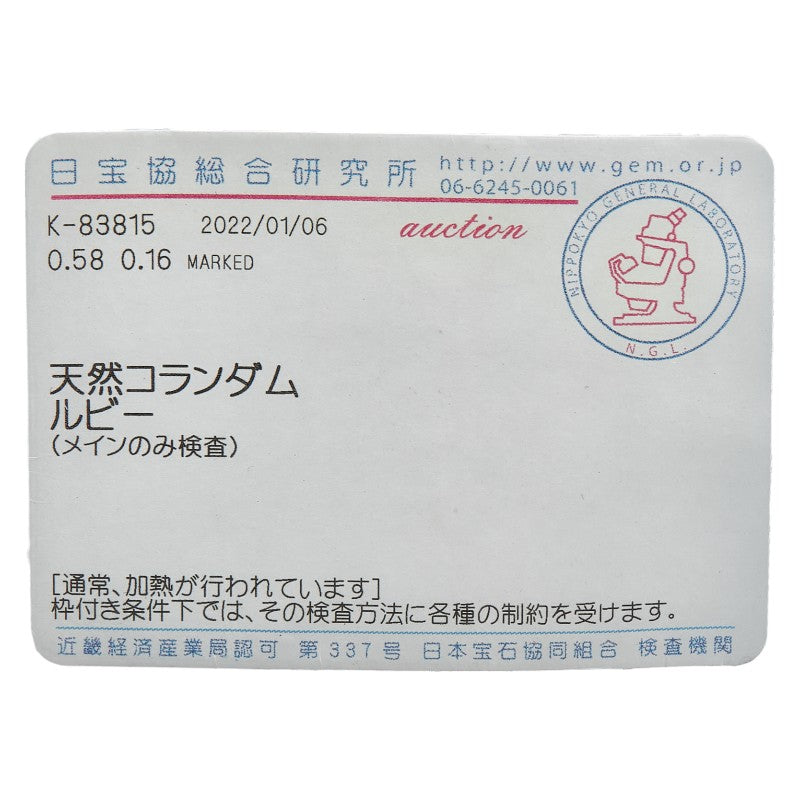 日宝協総合研究所 http://www.gem.or.jp
06-6245-0061
K-83815 2022/01/06 auction
0.58 0.16 MARKED
NIPPOKYO GENERAL LABORATORY
N.G.L.
天然コランダム
ルビー
(メインのみ検査)
[通常、加熱が行われています]
枠付き条件下では、その検査方法に各種の制約を受けます。
近畿経済産業局認可 第337号 日本宝石協同組合 検査機関